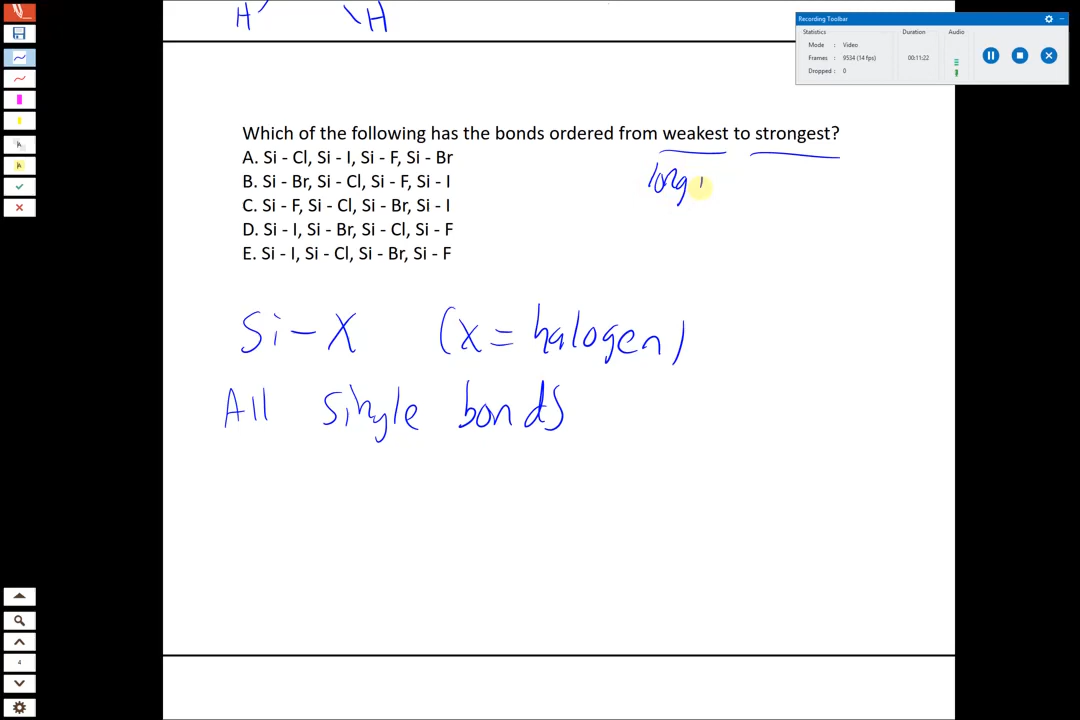 H H
Recording Toolbar
Statistics Duration Audio
Mode : Video
Frames : 9534 (14 fps) 00:11:22
Dropped : 0
Which of the following has the bonds ordered from weakest to strongest?
A. Si - Cl, Si - I, Si - F, Si - Br
B. Si - Br, Si - Cl, Si - F, Si - I
C. Si - F, Si - Cl, Si - Br, Si - I
D. Si - I, Si - Br, Si - Cl, Si - F
E. Si - I, Si - Cl, Si - Br, Si - F
long
Si - X (X = halogen)
All single bonds
4